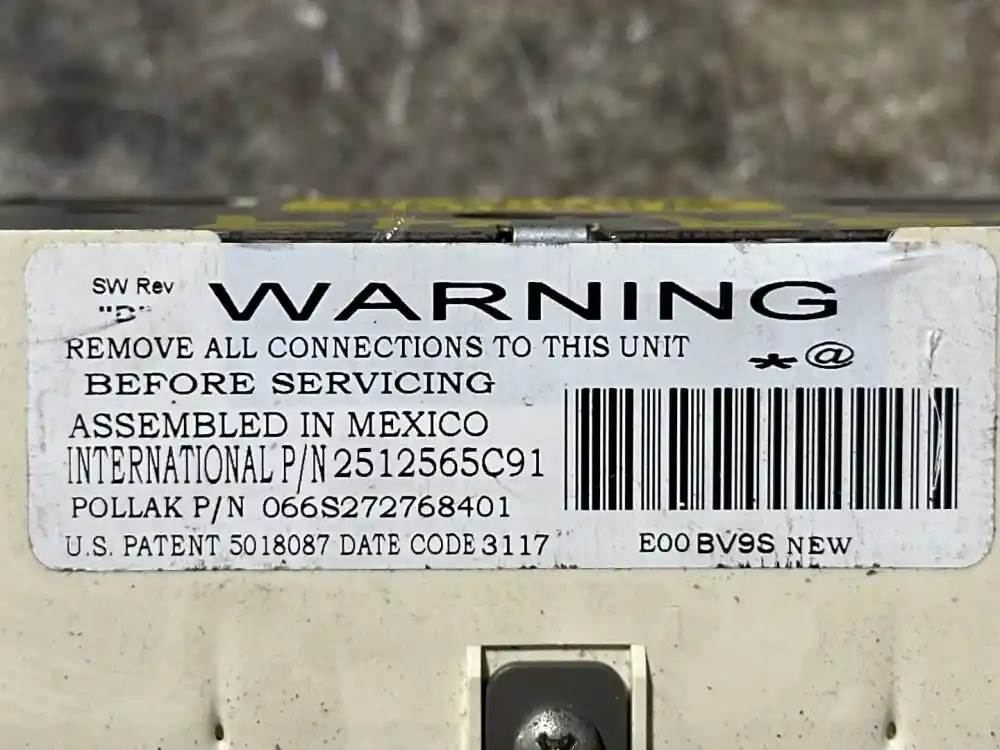 SW Rev
WARNING
REMOVE ALL CONNECTIONS TO THIS UNIT
*@
BEFORE SERVICING
ASSEMBLED IN MEXICO
INTERNATIONAL P/N 2512565C91
POLLAK P/N 066S272768401
U.S. PATENT 5018087 DATE CODE 3117
E00 BV9S NEW